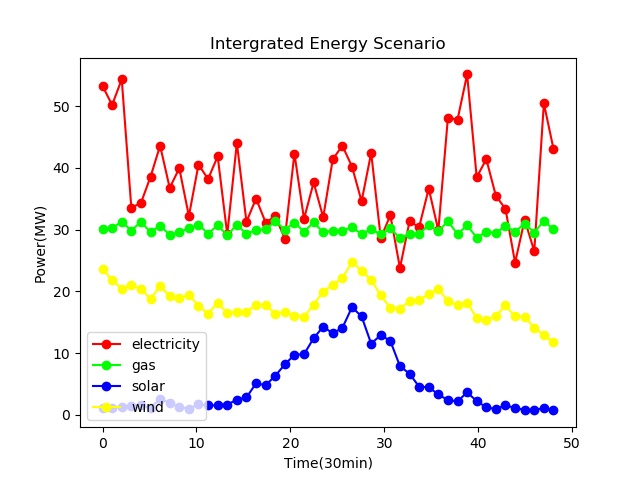 Intergrated Energy Scenario
Power(MW)
50
40
30
20
10
0
electricity
gas
solar
wind
0 10 20 30 40 50
Time(30min)